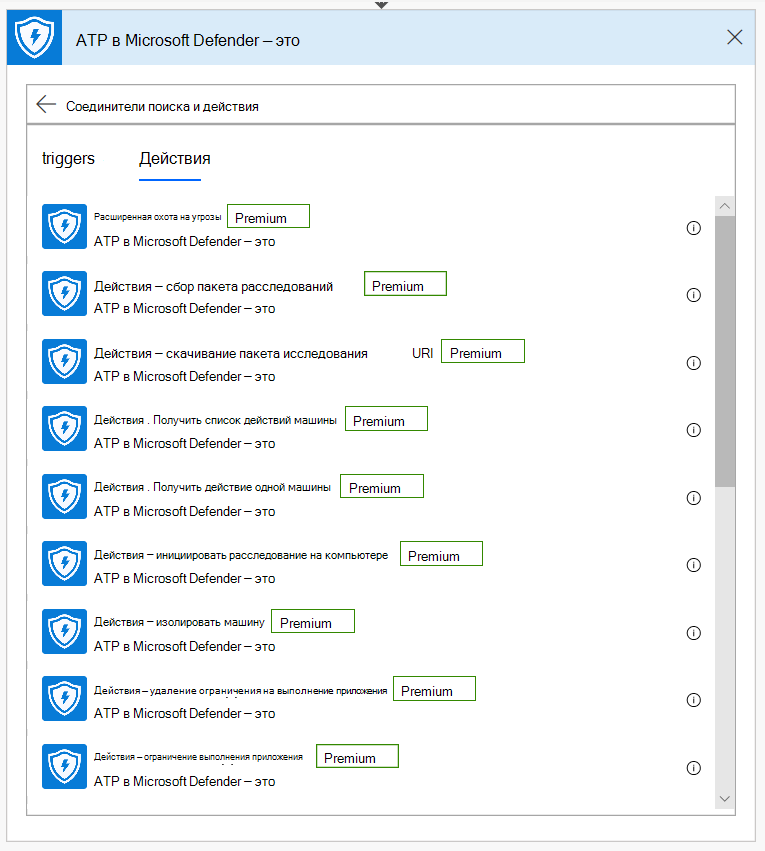 ATP в Microsoft Defender – это
Соединители поиска и действия
triggers Действия
Расширенная охота на угрозы Premium
ATP в Microsoft Defender – это
Действия – сбор пакета расследований Premium
ATP в Microsoft Defender – это
Действия – скачивание пакета исследования URI Premium
ATP в Microsoft Defender – это
Действия . Получить список действий машины Premium
ATP в Microsoft Defender – это
Действия . Получить действие одной машины Premium
ATP в Microsoft Defender – это
Действия – инициировать расследование на компьютере Premium
ATP в Microsoft Defender – это
Действия – изолировать машину Premium
ATP в Microsoft Defender – это
Действия – удаление ограничения на выполнение приложения Premium
ATP в Microsoft Defender – это
Действия – ограничение выполнения приложения Premium
ATP в Microsoft Defender – это